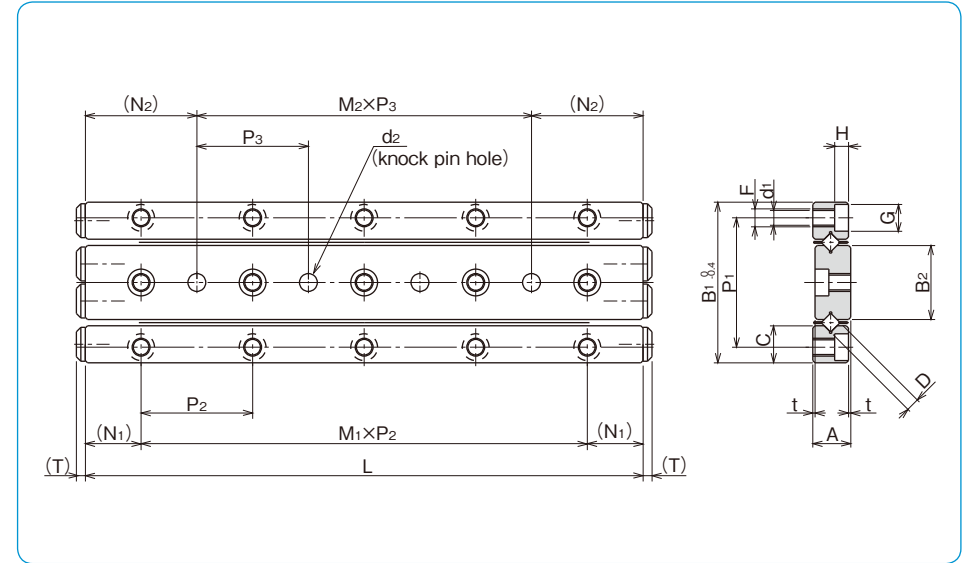 (N2)
M2×P3
(N2)
P3
d2
(knock pin hole)
H
F
d1
G
B1 0 -0.4
P1
B2
C
D
P2
t
t
(N1)
M1×P2
(N1)
A
(T)
L
(T)